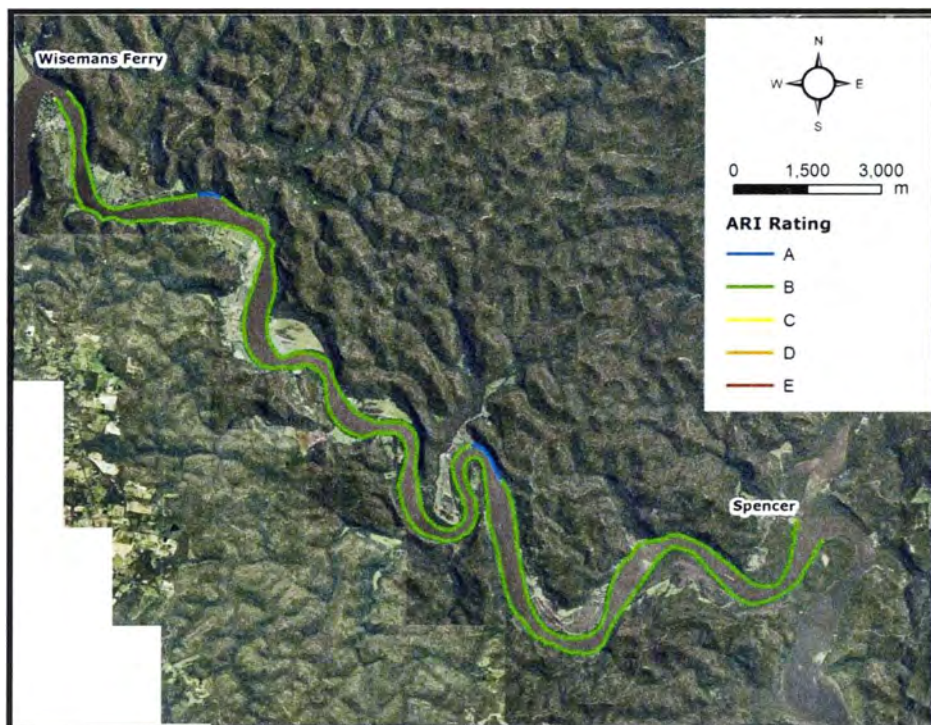 Wisemans Ferry
N
W E
S
0 1,500 3,000
m
ARI Rating
A
B
C
D
E
Spencer